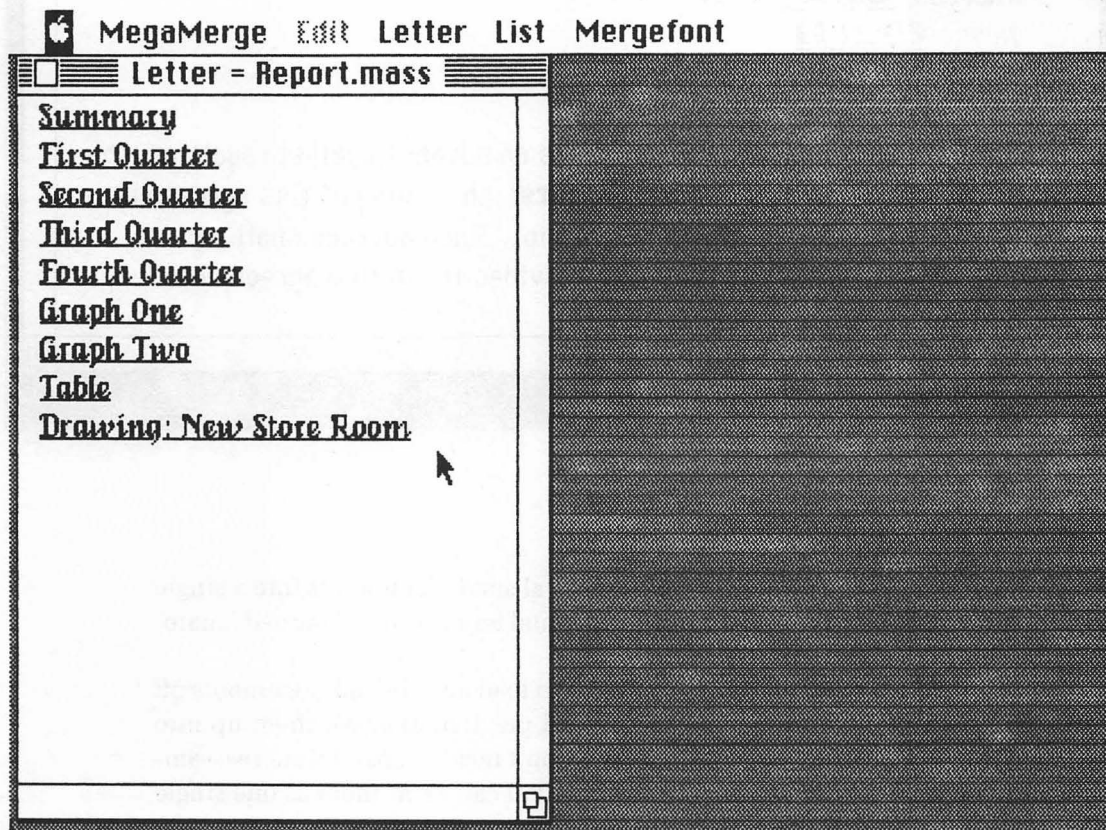 MegaMerge Edit Letter List Mergefont
Letter = Report.mass
Summary
First Quarter
Second Quarter
Third Quarter
Fourth Quarter
Graph One
Graph Two
Table
Drawing: New Store Room